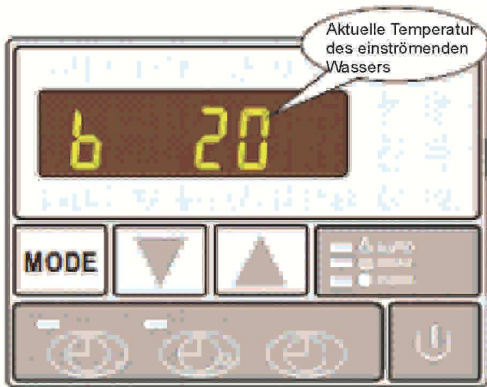 Aktuelle Temperatur
des einströmenden
Wassers
b 20
MODE